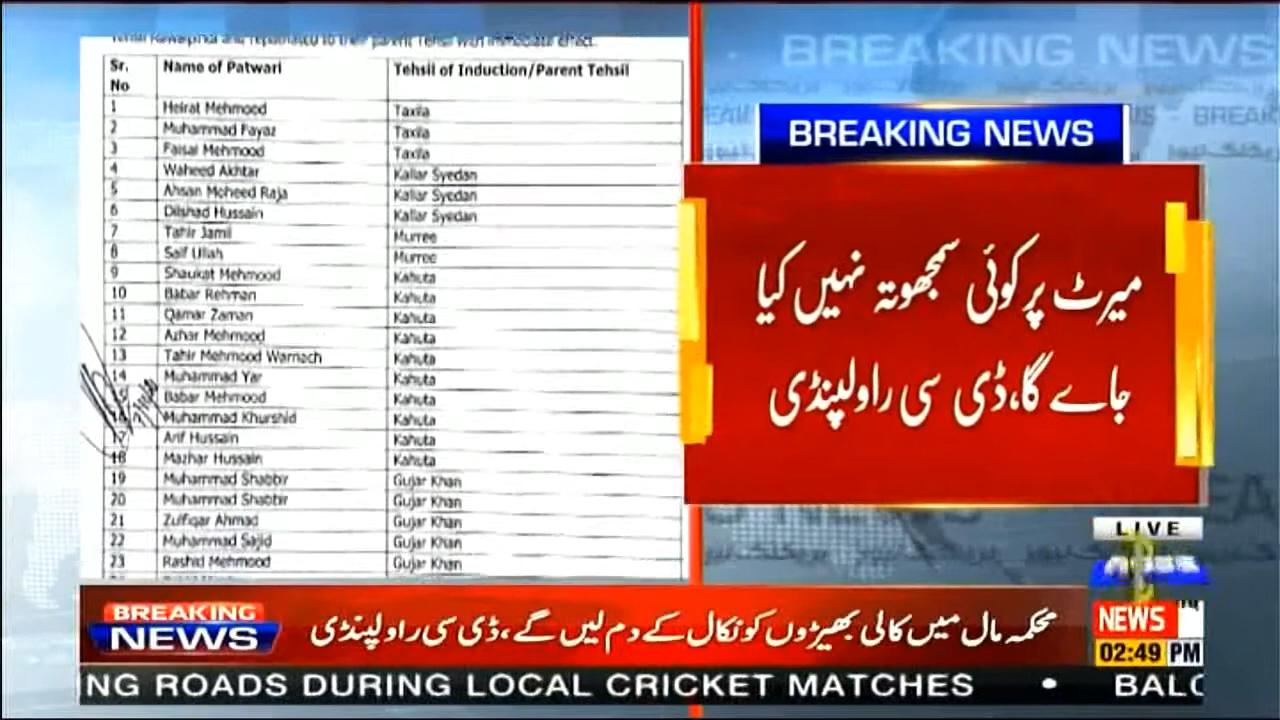 BREAKING NEWS
Sr. No Name of Patwari Tehsil of Induction/Parent Tehsil
1 Heirat Mehmood Taxila
2 Muhammad Fayaz Taxila
3 Faisal Mehmood Taxila
4 Waheed Akhtar Kallar Syedan
5 Ahsan Moheed Raja Kallar Syedan
6 Dilshad Hussain Kallar Syedan
7 Tahir Jamil Murree
8 Saif Ullah Murree
9 Shaukat Mehmood Kahuta
10 Babar Rehman Kahuta
11 Qamar Zaman Kahuta
12 Azhar Mehmood Kahuta
13 Tahir Mehmood Warnach Kahuta
14 Muhammad Yar Kahuta
15 Babar Mehmood Kahuta
16 Muhammad Khurshid Kahuta
17 Arif Hussain Kahuta
18 Mazhar Hussain Kahuta
19 Muhammad Shabbir Gujar Khan
20 Muhammad Shabbir Gujar Khan
21 Zulfiqar Ahmad Gujar Khan
22 Muhammad Sajid Gujar Khan
23 Rashid Mehmood Gujar Khan
BREAKING NEWS
میرٹ پر کوئی سمجھوتہ نہیں کیا
جاے گا، ڈی سی راولپنڈی
LIVE
NEWS
02:49 PM
BREAKING
NEWS
محکمہ مال میں کالی بھیڑوں کو نکال کے دم لیں گے، ڈی سی راولپنڈی
NG ROADS DURING LOCAL CRICKET MATCHES • BALO